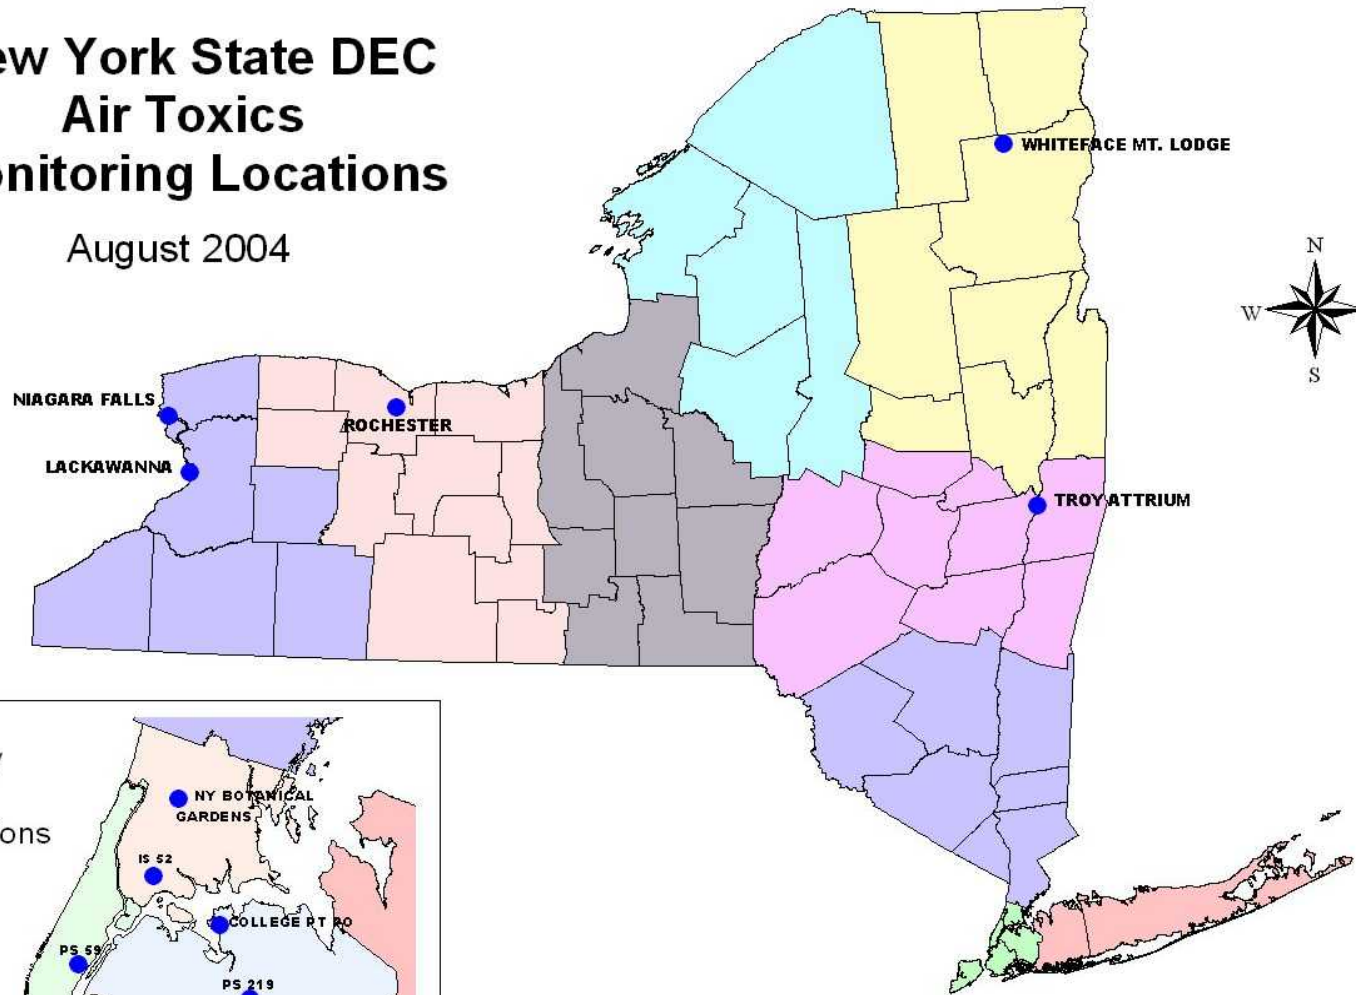 ew York State DEC
Air Toxics
onitoring Locations
August 2004
WHITEFACE MT. LODGE
N
W
S
NIAGARA FALLS
ROCHESTER
LACKAWANNA
TROY ATTRIUM
ons
NY BOTANICAL
GARDENS
IS 52
COLLEGE PT PO
PS 59
PS 219